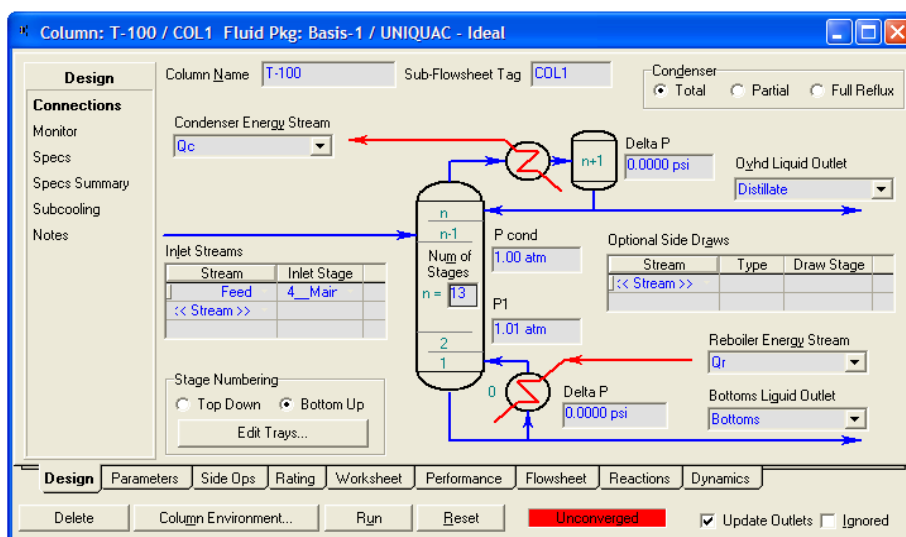 Column: T-100 / COL1 Fluid Pkg: Basis-1 / UNIQUAC - Ideal
Design
Connections
Monitor
Specs
Specs Summary
Subcooling
Notes
Column Name
T-100
Sub-Flowsheet Tag
COL1
Condenser
Total
Partial
Full Reflux
Condenser Energy Stream
Qc
n+1
Delta P
0.0000 psi
Ovhd Liquid Outlet
Distillate
n
n-1
Num of
Stages
n =
13
2
1
0
P cond
1.00 atm
P1
1.01 atm
Inlet Streams
Stream
Inlet Stage
Feed
4__Mair
<< Stream >>
Optional Side Draws
Stream
Type
Draw Stage
<< Stream >>
Stage Numbering
Top Down
Bottom Up
Edit Trays...
Delta P
0.0000 psi
Reboiler Energy Stream
Qr
Bottoms Liquid Outlet
Bottoms
Design
Parameters
Side Ops
Rating
Worksheet
Performance
Flowsheet
Reactions
Dynamics
Delete
Column Environment...
Run
Reset
Unconverged
Update Outlets
Ignored